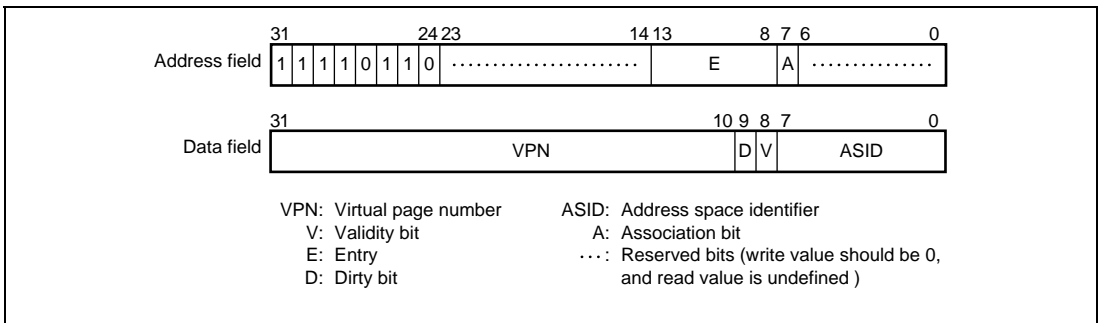 31 24 23 14 13 8 7 6 0
Address field 1 1 1 1 0 1 1 0 ······················· E A ···············
31 10 9 8 7 0
Data field VPN D V ASID
VPN: Virtual page number ASID: Address space identifier
V: Validity bit A: Association bit
E: Entry ···: Reserved bits (write value should be 0,
D: Dirty bit and read value is undefined )